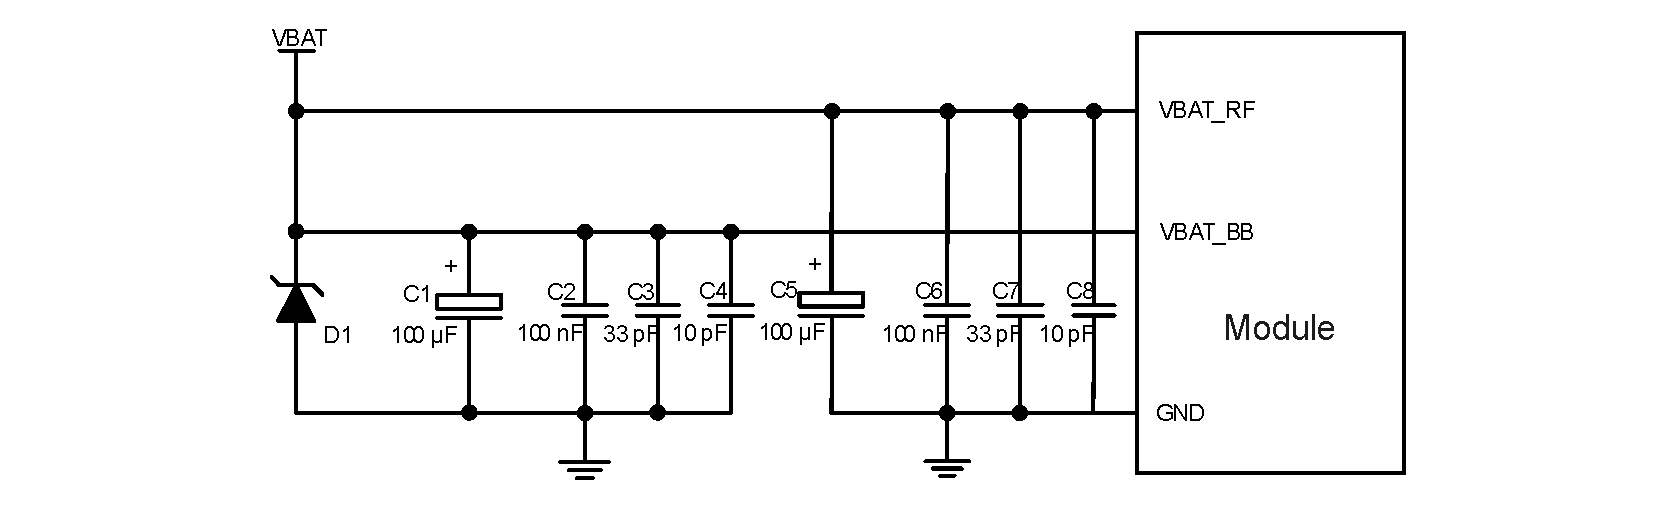 VBAT
VBAT_RF
VBAT_BB
+ +
C1 C2 C3 C4 C5 C6 C7 C8
100 µF 100 nF 33 pF 10 pF 100 µF 100 nF 33 pF 10 pF
D1
Module
GND